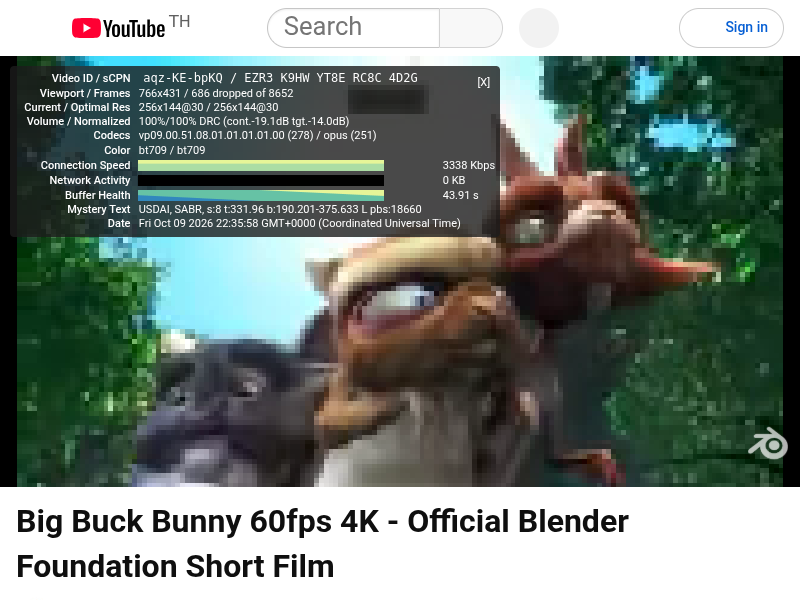 YouTube TH
Search
Sign in
Video ID / sCPN aqz-KE-bpKQ / EZR3 K9HW YT8E RC8C 4D2G
[X]
Viewport / Frames 766x431 / 686 dropped of 8652
Current / Optimal Res 256x144@30 / 256x144@30
Volume / Normalized 100%/100% DRC (cont.-19.1dB tgt.-14.0dB)
Codecs vp09.00.51.08.01.01.01.01.00 (278) / opus (251)
Color bt709 / bt709
Connection Speed 3338 Kbps
Network Activity 0 KB
Buffer Health 43.91 s
Mystery Text USDAI, SABR, s:8 t:331.96 b:190.201-375.633 L pbs:18660
Date Fri Oct 09 2026 22:35:58 GMT+0000 (Coordinated Universal Time)
Big Buck Bunny 60fps 4K - Official Blender
Foundation Short Film